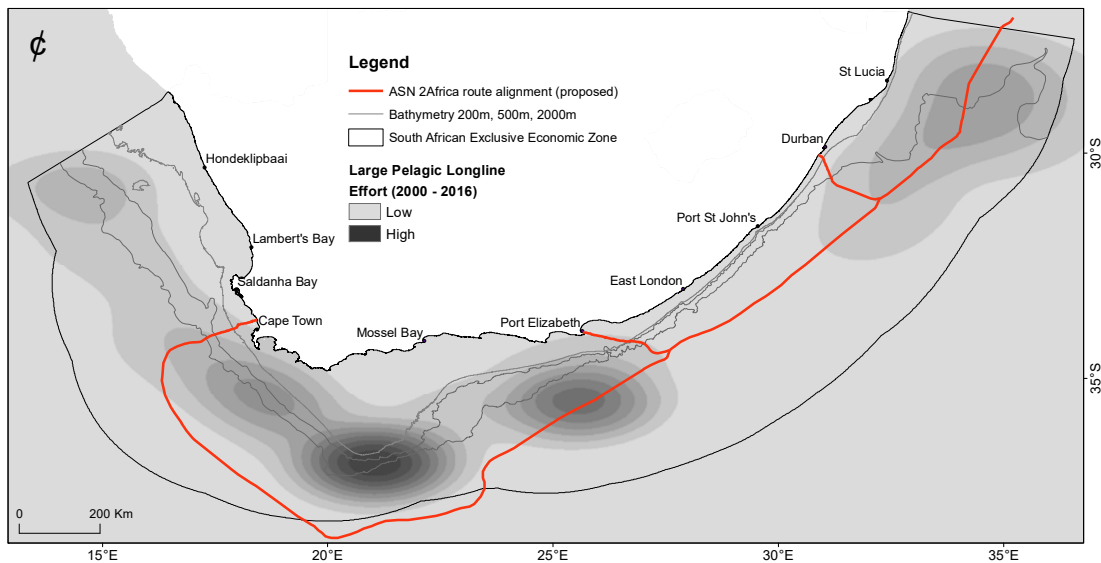 ¢
Legend
ASN 2Africa route alignment (proposed)
Bathymetry 200m, 500m, 2000m
South African Exclusive Economic Zone
Large Pelagic Longline
Effort (2000 - 2016)
Low
High
St Lucia
Durban
Hondeklipbaai
Port St John's
Lambert's Bay
East London
Saldanha Bay
Cape Town
Mossel Bay
Port Elizabeth
30°S
35°S
0 200 Km
15°E 20°E 25°E 30°E 35°E